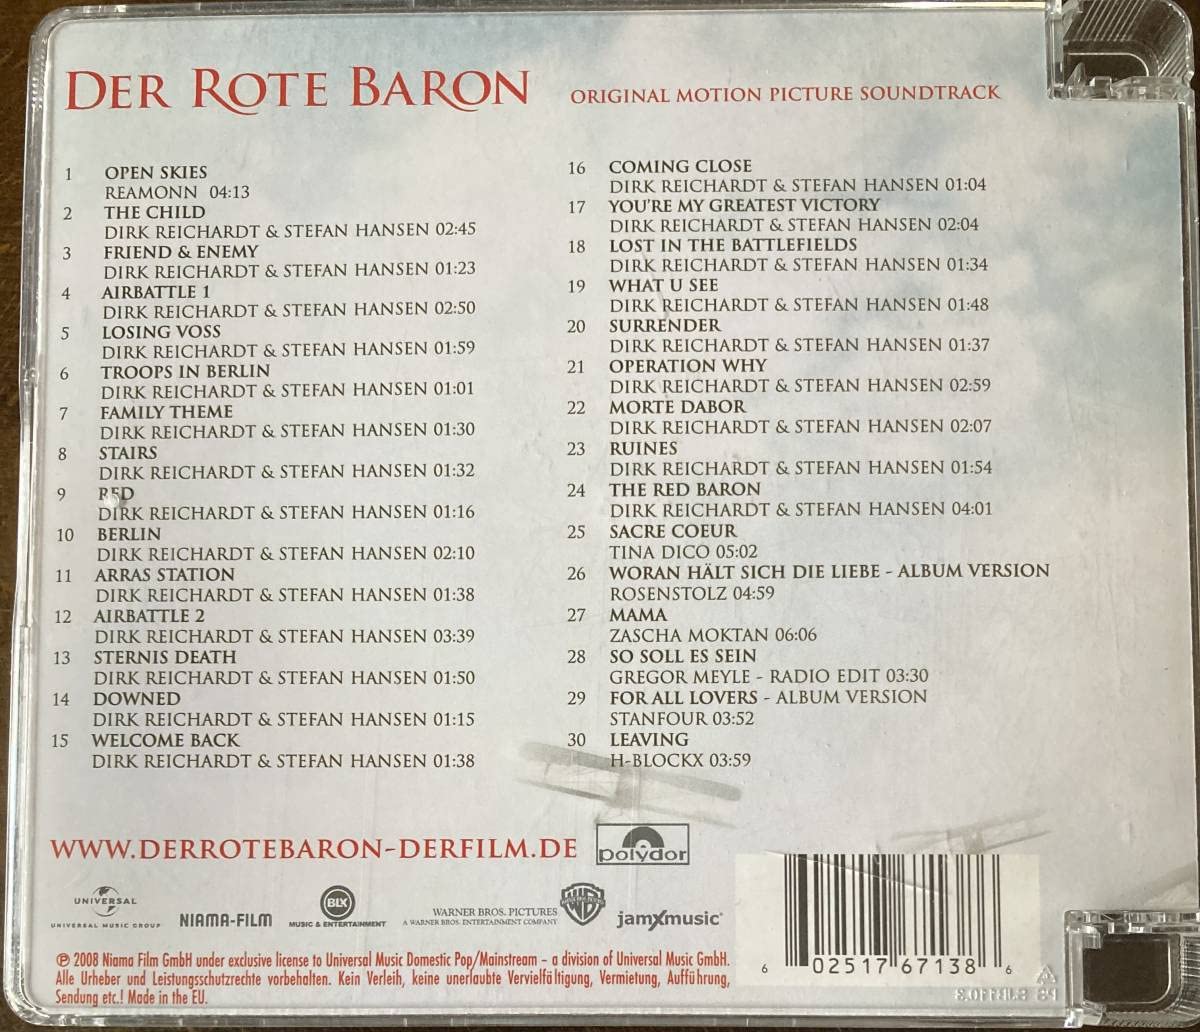 DER ROTE BARON
ORIGINAL MOTION PICTURE SOUNDTRACK
1 OPEN SKIES
REAMONN 04:13
2 THE CHILD
DIRK REICHARDT & STEFAN HANSEN 02:45
3 FRIEND & ENEMY
DIRK REICHARDT & STEFAN HANSEN 01:23
4 AIRBATTLE 1
DIRK REICHARDT & STEFAN HANSEN 02:50
5 LOSING VOSS
DIRK REICHARDT & STEFAN HANSEN 01:59
6 TROOPS IN BERLIN
DIRK REICHARDT & STEFAN HANSEN 01:01
7 FAMILY THEME
DIRK REICHARDT & STEFAN HANSEN 01:30
8 STAIRS
DIRK REICHARDT & STEFAN HANSEN 01:32
9 RED
DIRK REICHARDT & STEFAN HANSEN 01:16
10 BERLIN
DIRK REICHARDT & STEFAN HANSEN 02:10
11 ARRAS STATION
DIRK REICHARDT & STEFAN HANSEN 01:38
12 AIRBATTLE 2
DIRK REICHARDT & STEFAN HANSEN 03:39
13 STERNIS DEATH
DIRK REICHARDT & STEFAN HANSEN 01:50
14 DOWNED
DIRK REICHARDT & STEFAN HANSEN 01:15
15 WELCOME BACK
DIRK REICHARDT & STEFAN HANSEN 01:38
16 COMING CLOSE
DIRK REICHARDT & STEFAN HANSEN 01:04
17 YOU'RE MY GREATEST VICTORY
DIRK REICHARDT & STEFAN HANSEN 02:04
18 LOST IN THE BATTLEFIELDS
DIRK REICHARDT & STEFAN HANSEN 01:34
19 WHAT U SEE
DIRK REICHARDT & STEFAN HANSEN 01:48
20 SURRENDER
DIRK REICHARDT & STEFAN HANSEN 01:37
21 OPERATION WHY
DIRK REICHARDT & STEFAN HANSEN 02:59
22 MORTE DABOR
DIRK REICHARDT & STEFAN HANSEN 02:07
23 RUINES
DIRK REICHARDT & STEFAN HANSEN 01:54
24 THE RED BARON
DIRK REICHARDT & STEFAN HANSEN 04:01
25 SACRE COEUR
TINA DICO 05:02
26 WORAN HÄLT SICH DIE LIEBE - ALBUM VERSION
ROSENSTOLZ 04:59
27 MAMA
ZASCHA MOKTAN 06:06
28 SO SOLL ES SEIN
GREGOR MEYLE - RADIO EDIT 03:30
29 FOR ALL LOVERS - ALBUM VERSION
STANFOUR 03:52
30 LEAVING
H-BLOCKX 03:59
WWW.DERROTEBARON-DERFILM.DE
polydor
UNIVERSAL
UNIVERSAL MUSIC GROUP
NIAMA-FILM
BLX
MUSIC & ENTERTAINMENT
WARNER BROS. PICTURES
A WARNER BROS. ENTERTAINMENT COMPANY
jamXmusic
℗ 2008 Niama Film GmbH under exclusive license to Universal Music Domestic Pop/Mainstream – a division of Universal Music GmbH.
Alle Urheber und Leistungsschutzrechte vorbehalten. Kein Verleih, keine unerlaubte Vervielfältigung, Vermietung, Aufführung,
Sendung etc.! Made in the EU.
6 02517 67138 6